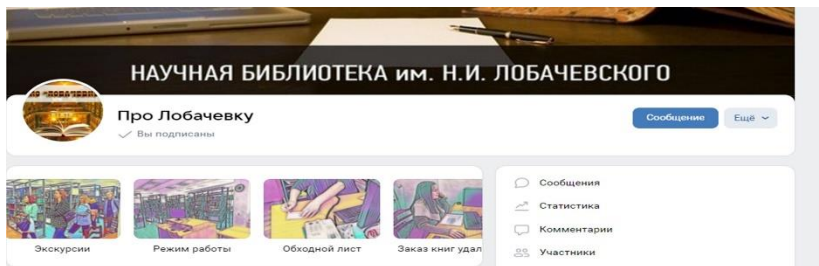 НАУЧНАЯ БИБЛИОТЕКА им. Н.И. ЛОБАЧЕВСКОГО
Про Лобачевку
Вы подписаны
Сообщение
Ещё
Экскурсии
Режим работы
Обходной лист
Заказ книг удал
Сообщения
Статистика
Комментарии
Участники